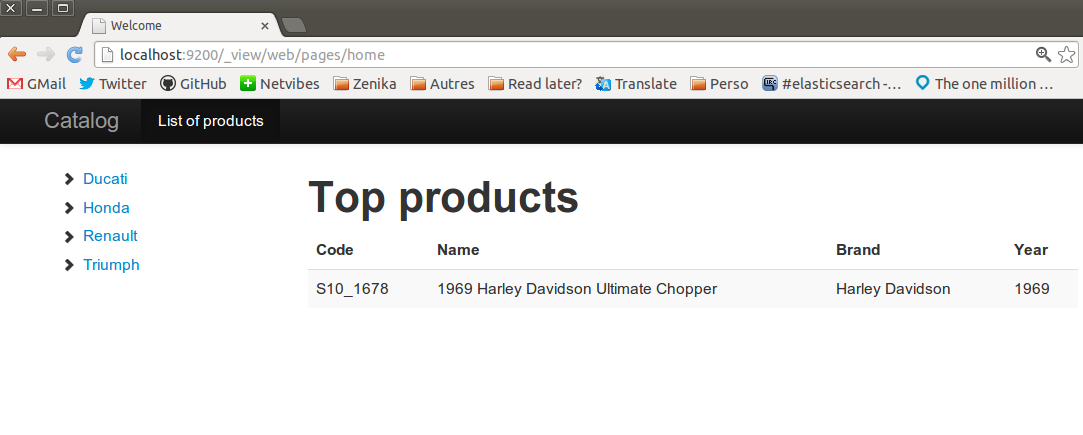 Welcome
localhost:9200/_view/web/pages/home
GMail Twitter GitHub Netvibes Zenika Autres Read later? Translate Perso #elasticsearch -... The one million ...
Catalog List of products
Ducati
Honda
Renault
Triumph
Top products
Code Name Brand Year
S10_1678 1969 Harley Davidson Ultimate Chopper Harley Davidson 1969